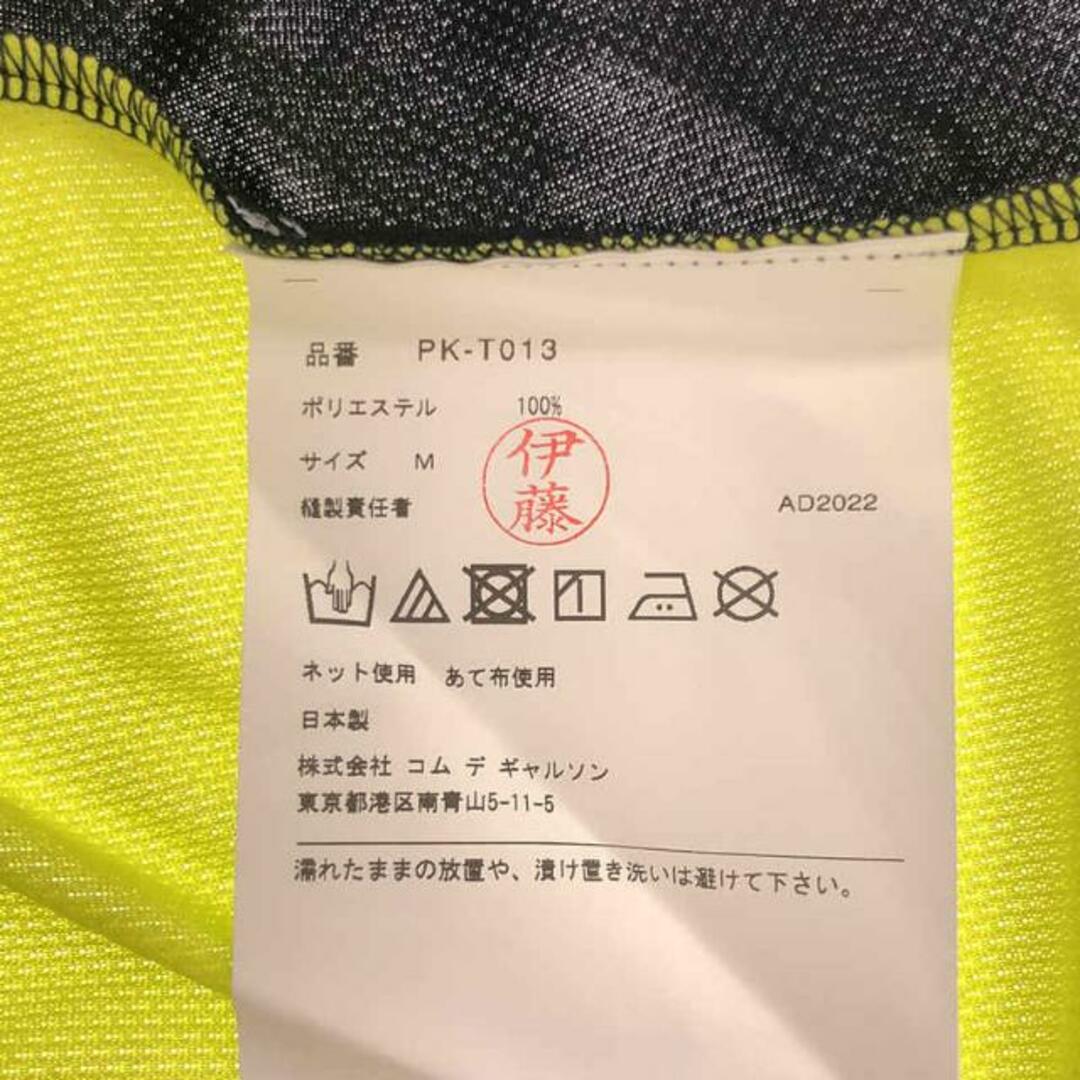 品番 PK-T013
ポリエステル 100%
サイズ M
縫製責任者 伊藤 AD2022
ネット使用 あて布使用
日本製
株式会社 コム デ ギャルソン
東京都港区南青山5-11-5
濡れたままの放置や、漬け置き洗いは避けて下さい。